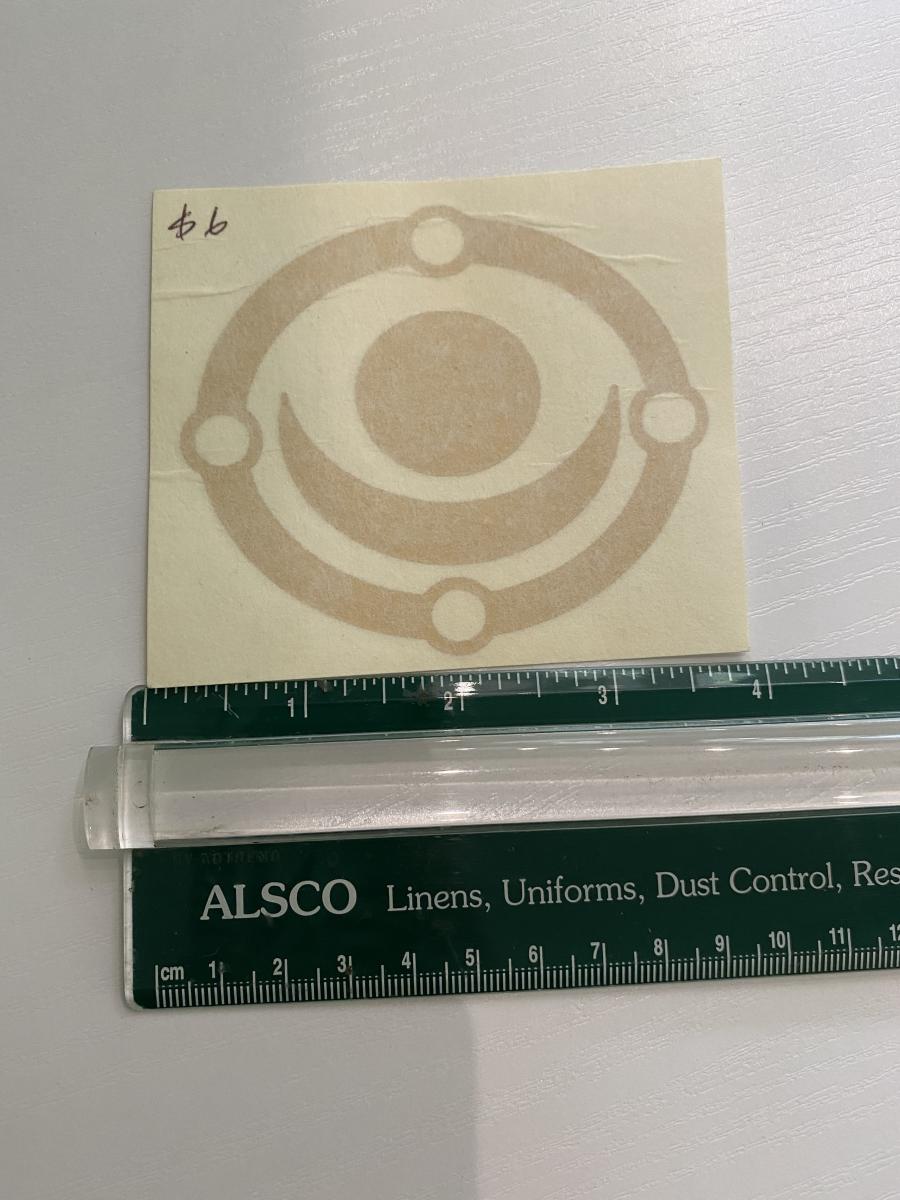 $6
1 2 3 4
ALSCO Linens, Uniforms, Dust Control, Res
cm 1 2 3 4 5 6 7 8 9 10 11 12